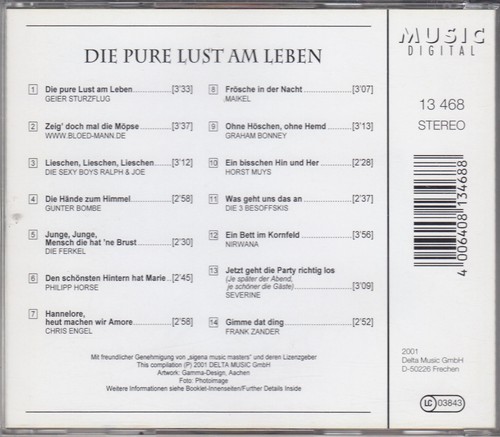 DIE PURE LUST AM LEBEN
1 Die pure Lust am Leben [3'33]
GEIER STURZFLUG
2 Zeig' doch mal die Möpse [3'37]
WWW.BLOED-MANN.DE
3 Lieschen, Lieschen, Lieschen [3'12]
DIE SEXY BOYS RALPH & JOE
4 Die Hände zum Himmel [2'58]
GUNTER BOMBE
5 Junge, Junge,
Mensch die hat 'ne Brust [2'30]
DIE FERKEL
6 Den schönsten Hintern hat Marie [2'45]
PHILIPP HORSE
7 Hannelore,
heut machen wir Amore [2'58]
CHRIS ENGEL
8 Frösche in der Nacht [3'07]
MAIKEL
9 Ohne Höschen, ohne Hemd [3'13]
GRAHAM BONNEY
10 Ein bisschen Hin und Her [2'28]
HORST MUYS
11 Was geht uns das an [2'37]
DIE 3 BESOFFSKIS
12 Ein Bett im Kornfeld [3'56]
NIRWANA
13 Jetzt geht die Party richtig los
(Je später der Abend,
je schöner die Gäste) [3'09]
SEVERINE
14 Gimme dat ding [2'52]
FRANK ZANDER
Mit freundlicher Genehmigung von „sigena music masters" und deren Lizenzgeber
This compilation (P) 2001 DELTA MUSIC GmbH
Artwork: Gamma-Design, Aachen
Foto: Photoimage
Weitere Informationen siehe Booklet-Innenseiten/Further Details Inside
MUSIC
DIGITAL
13 468
STEREO
4 006408 134688
2001
Delta Music GmbH
D-50226 Frechen
LC 03843